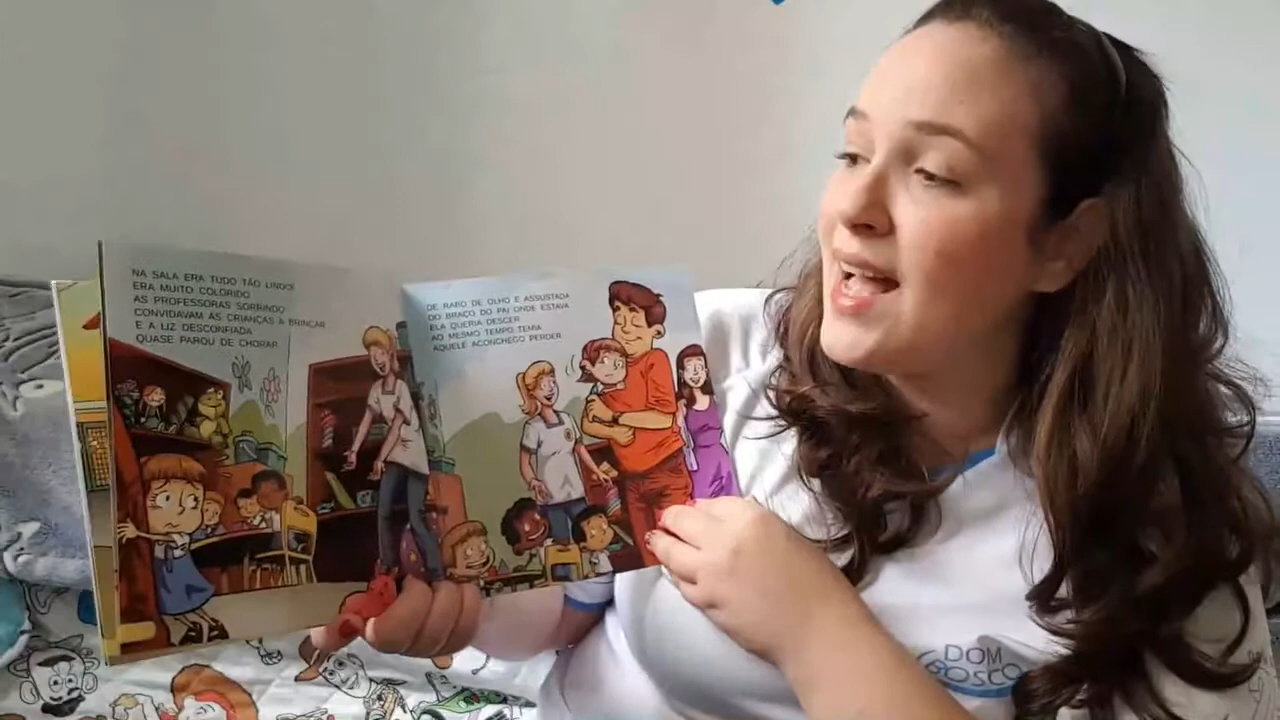 NA SALA ERA TUDO TÃO LINDO!
ERA MUITO COLORIDO
AS PROFESSORAS SORRINDO
CONVIDAVAM AS CRIANÇAS A BRINCAR
E A LIZ DESCONFIADA
QUASE PAROU DE CHORAR
DE RABO DE OLHO E ASSUSTADA
DO BRAÇO DO PAI ONDE ESTAVA
ELA QUERIA DESCER
AO MESMO TEMPO TEMIA
AQUELE ACONCHEGO PERDER
DOM
BOSCO